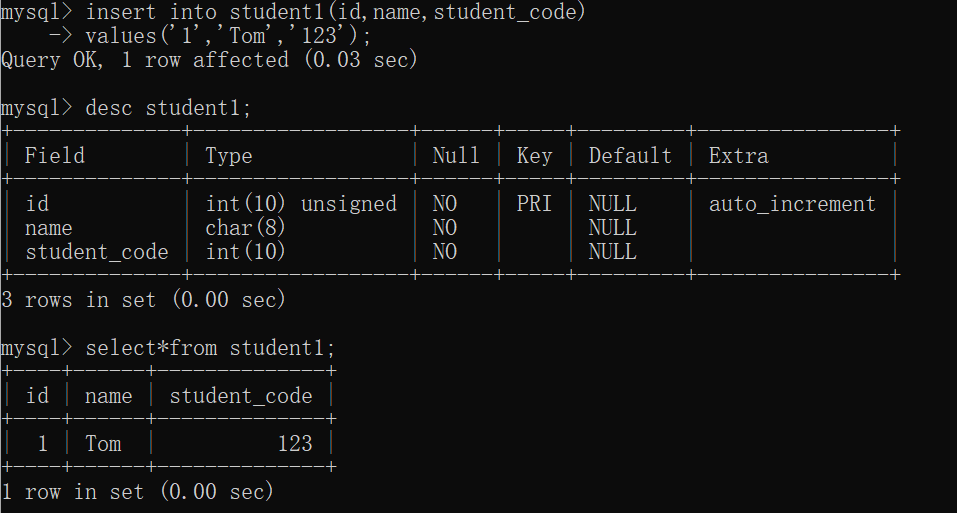 mysql> insert into student1(id,name,student_code)
    -> values('1','Tom','123');
Query OK, 1 row affected (0.03 sec)
mysql> desc student1;
+--------------+------------------+------+-----+---------+----------------+
| Field        | Type             | Null | Key | Default | Extra          |
+--------------+------------------+------+-----+---------+----------------+
| id           | int(10) unsigned | NO   | PRI | NULL    | auto_increment |
| name         | char(8)          | NO   |     | NULL    |                |
| student_code | int(10)          | NO   |     | NULL    |                |
+--------------+------------------+------+-----+---------+----------------+
3 rows in set (0.00 sec)
mysql> select*from student1;
+----+------+--------------+
| id | name | student_code |
+----+------+--------------+
|  1 | Tom  |          123 |
+----+------+--------------+
1 row in set (0.00 sec)